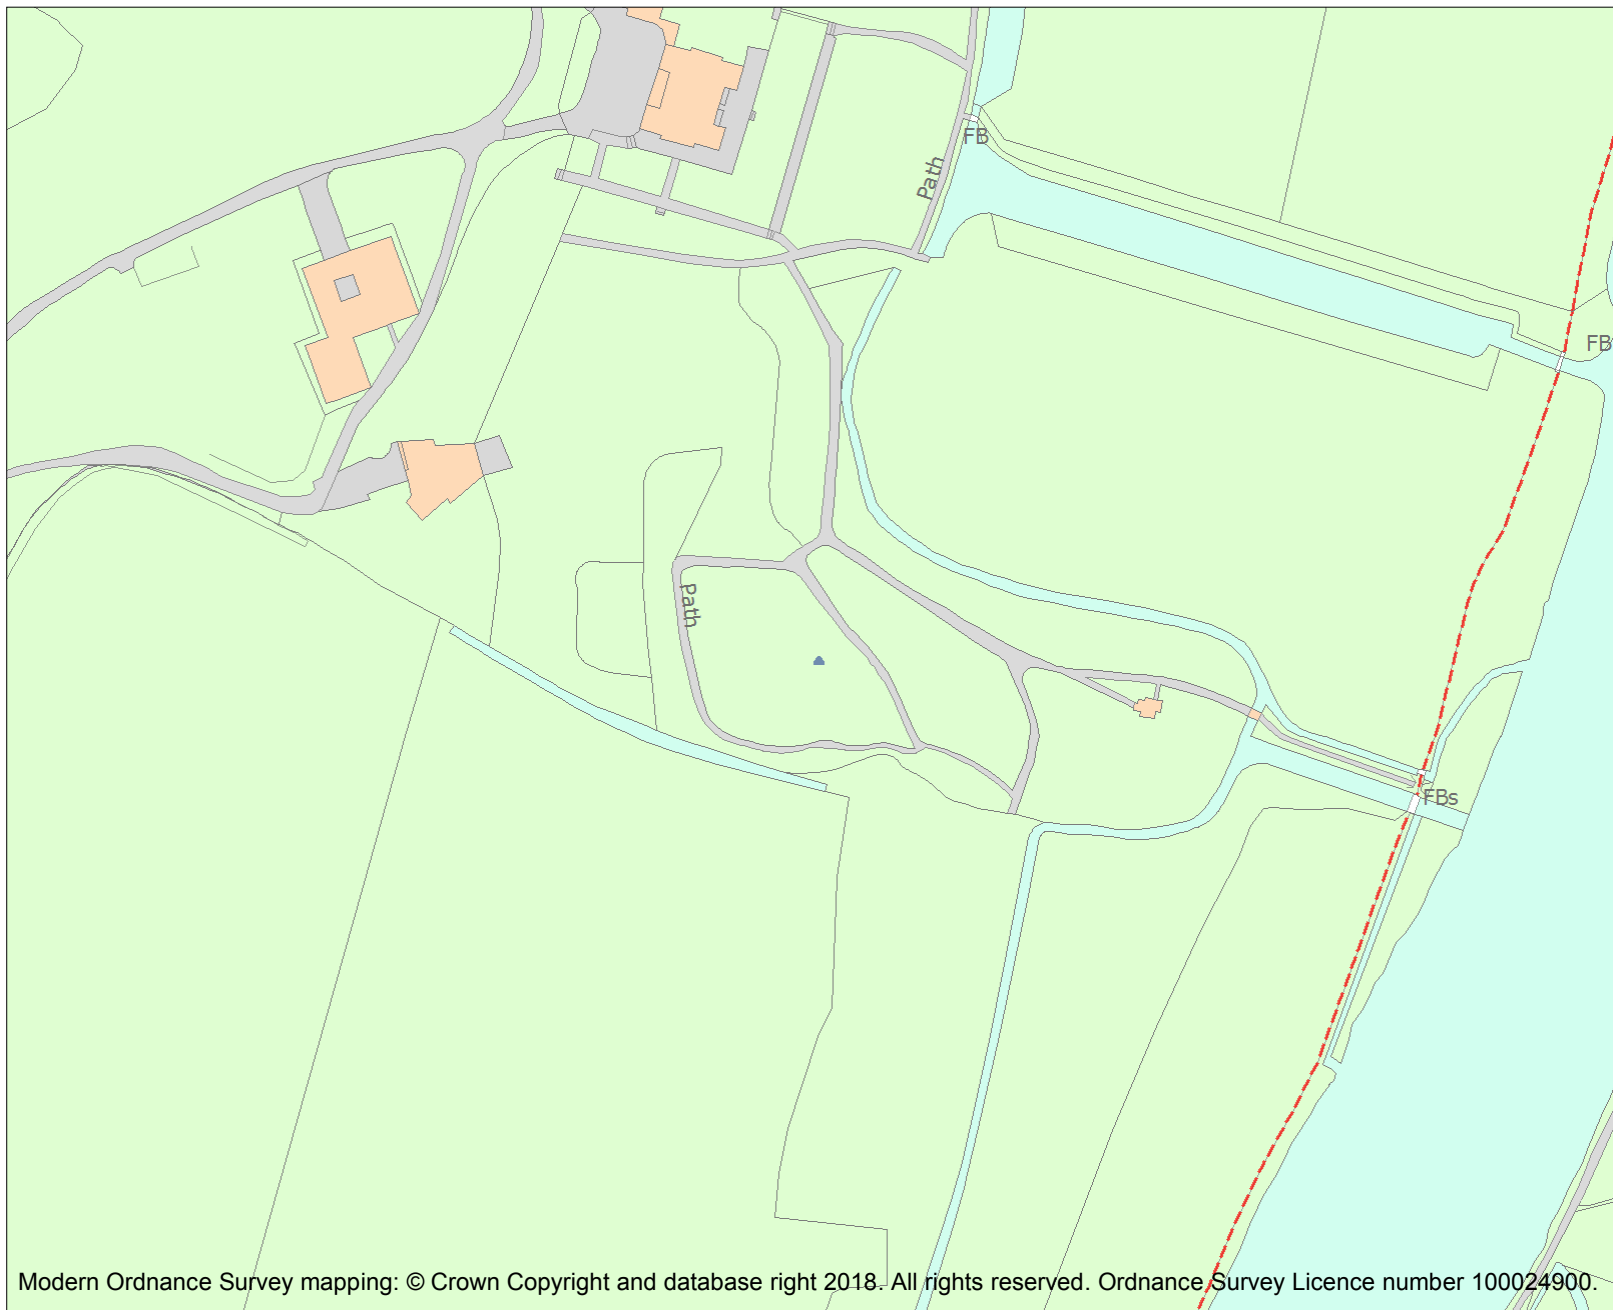 FB
Path
FB
Path
FBs
Modern Ordnance Survey mapping: © Crown Copyright and database right 2018. All rights reserved. Ordnance Survey Licence number 100024900.